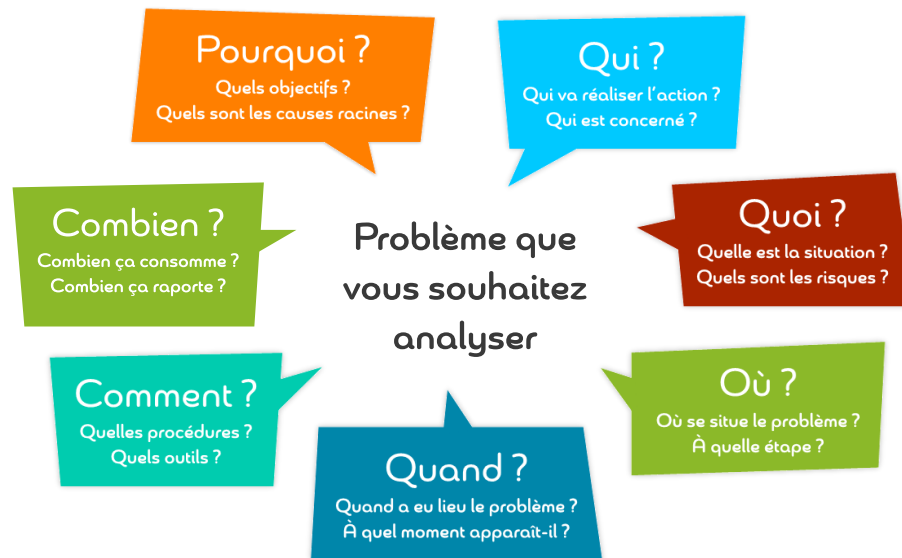 Pourquoi ?
Quels objectifs ?
Quels sont les causes racines ?
Qui ?
Qui va réaliser l'action ?
Qui est concerné ?
Combien ?
Combien ça consomme ?
Combien ça raporte ?
Problème que
vous souhaitez
analyser
Quoi ?
Quelle est la situation ?
Quels sont les risques ?
Comment ?
Quelles procédures ?
Quels outils ?
Quand ?
Quand a eu lieu le problème ?
À quel moment apparaît-il ?
Où ?
Où se situe le problème ?
À quelle étape ?